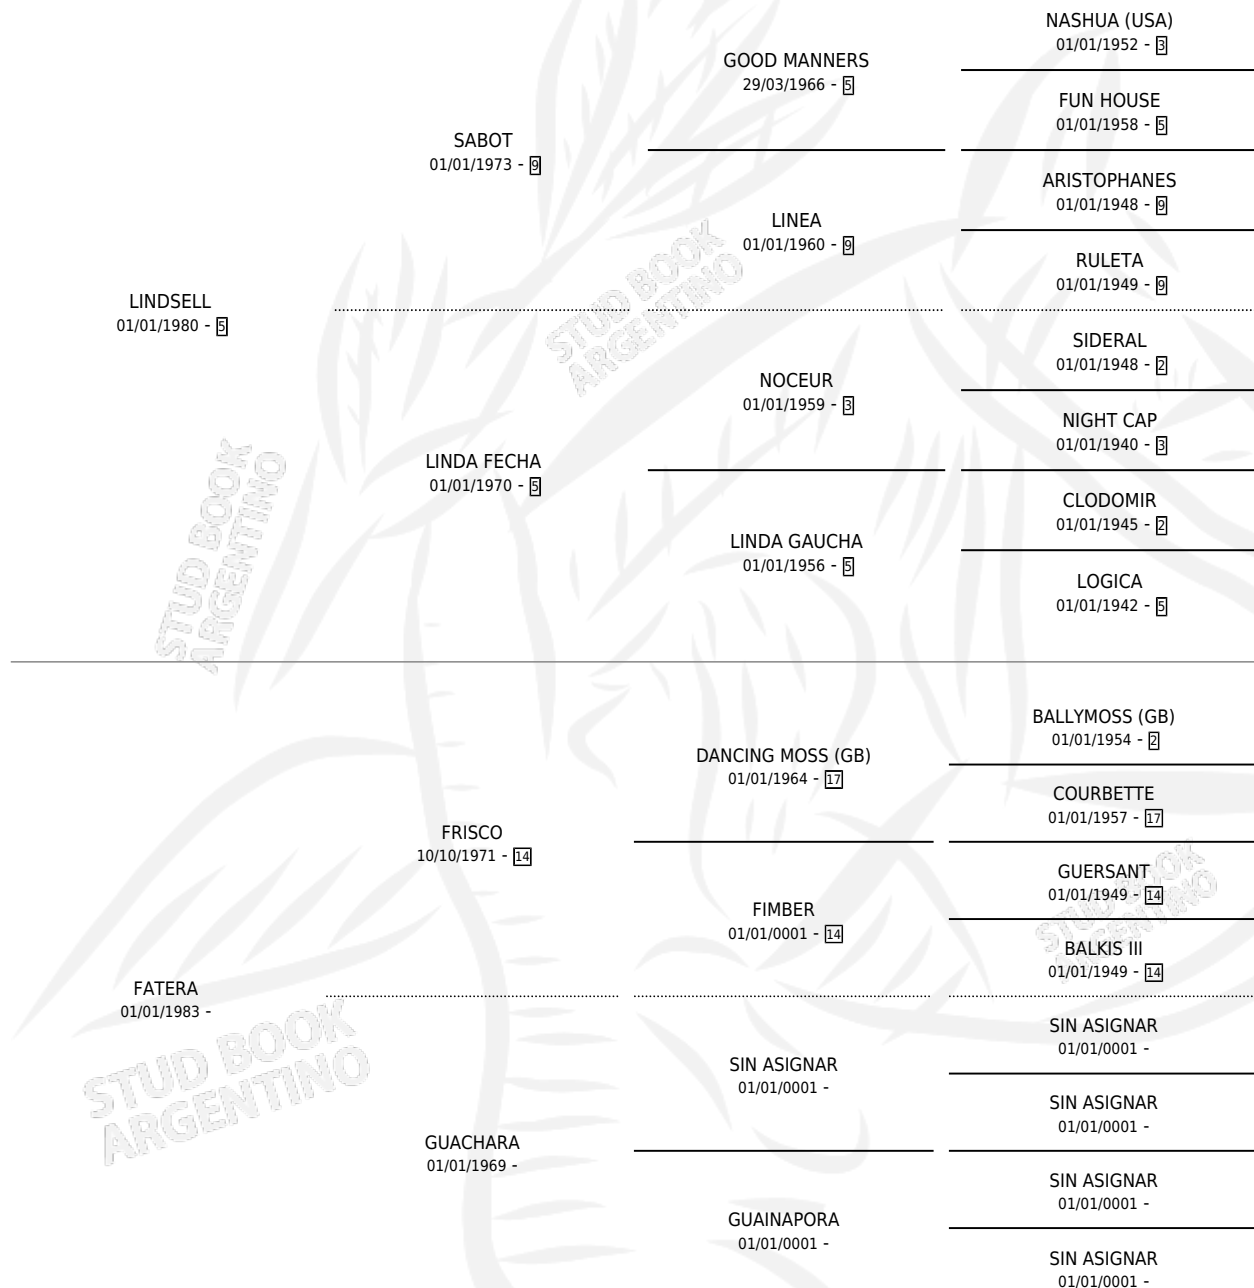 NASHUA (USA)
01/01/1952 - 3
GOOD MANNERS
29/03/1966 - 5
FUN HOUSE
01/01/1958 - 5
SABOT
01/01/1973 - 9
ARISTOPHANES
01/01/1948 - 9
LINEA
01/01/1960 - 9
RULETA
01/01/1949 - 9
LINDSELL
01/01/1980 - 5
SIDERAL
01/01/1948 - 2
NOCEUR
01/01/1959 - 3
NIGHT CAP
01/01/1940 - 3
LINDA FECHA
01/01/1970 - 5
CLODOMIR
01/01/1945 - 2
LINDA GAUCHA
01/01/1956 - 5
LOGICA
01/01/1942 - 5
BALLYMOSS (GB)
01/01/1954 - 2
DANCING MOSS (GB)
01/01/1964 - 17
COURBETTE
01/01/1957 - 17
FRISCO
10/10/1971 - 14
GUERSANT
01/01/1949 - 14
FIMBER
01/01/0001 - 14
BALKIS III
01/01/1949 - 14
FATERA
01/01/1983 -
SIN ASIGNAR
01/01/0001 -
SIN ASIGNAR
01/01/0001 -
SIN ASIGNAR
01/01/0001 -
GUACHARA
01/01/1969 -
SIN ASIGNAR
01/01/0001 -
GUAINAPORA
01/01/0001 -
SIN ASIGNAR
01/01/0001 -
STUD BOOK
ARGENTINO
STUD BOOK
ARGENTINO
STUD BOOK
ARGENTINO
STUD BOOK
ARGENTINO